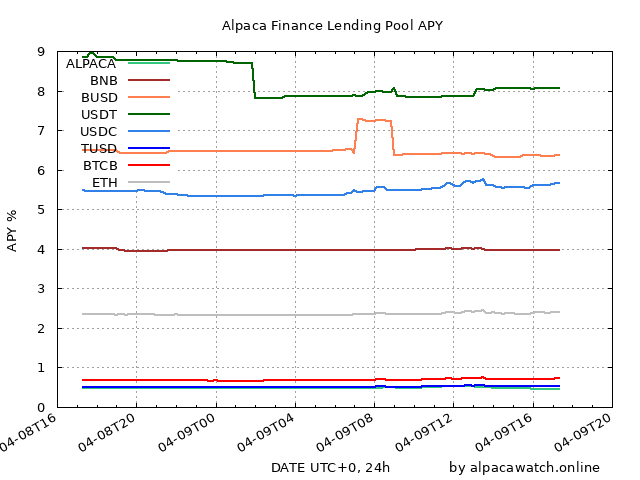 Alpaca Finance Lending Pool APY
9
8
7
6
5
4
3
2
1
0
APY %
ALPACA
BNB
BUSD
USDT
USDC
TUSD
BTCB
ETH
04-08T16
04-08T20
04-09T00
04-09T04
04-09T08
04-09T12
04-09T16
04-09T20
DATE UTC+0, 24h
by alpacawatch.online